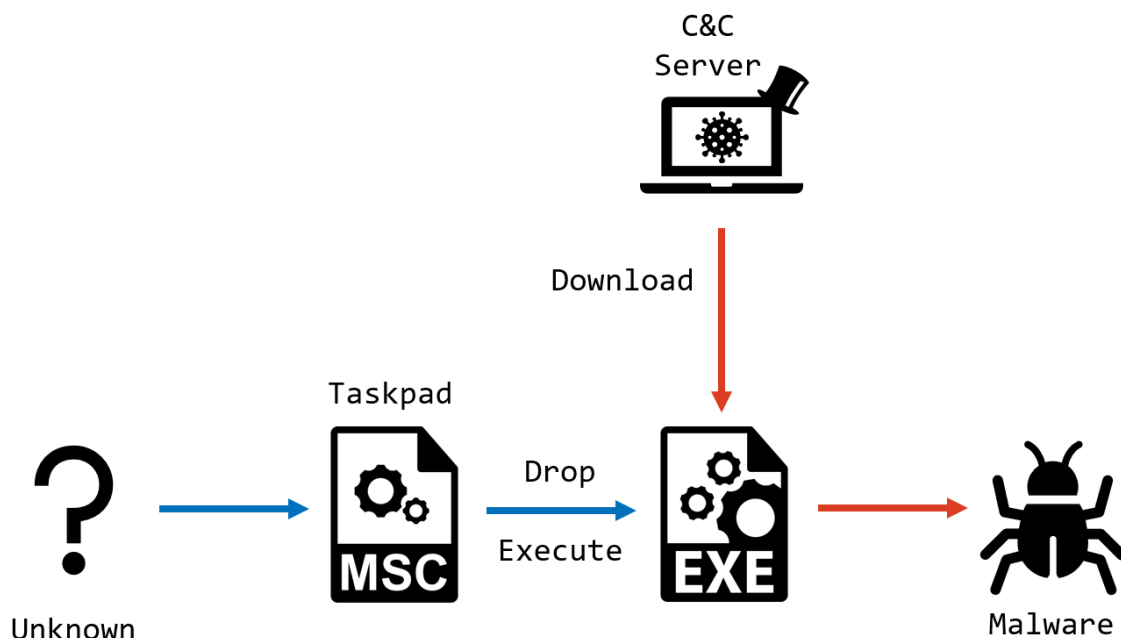 C&C
Server
Download
Taskpad
MSC
Drop
Execute
EXE
Unknown
Malware